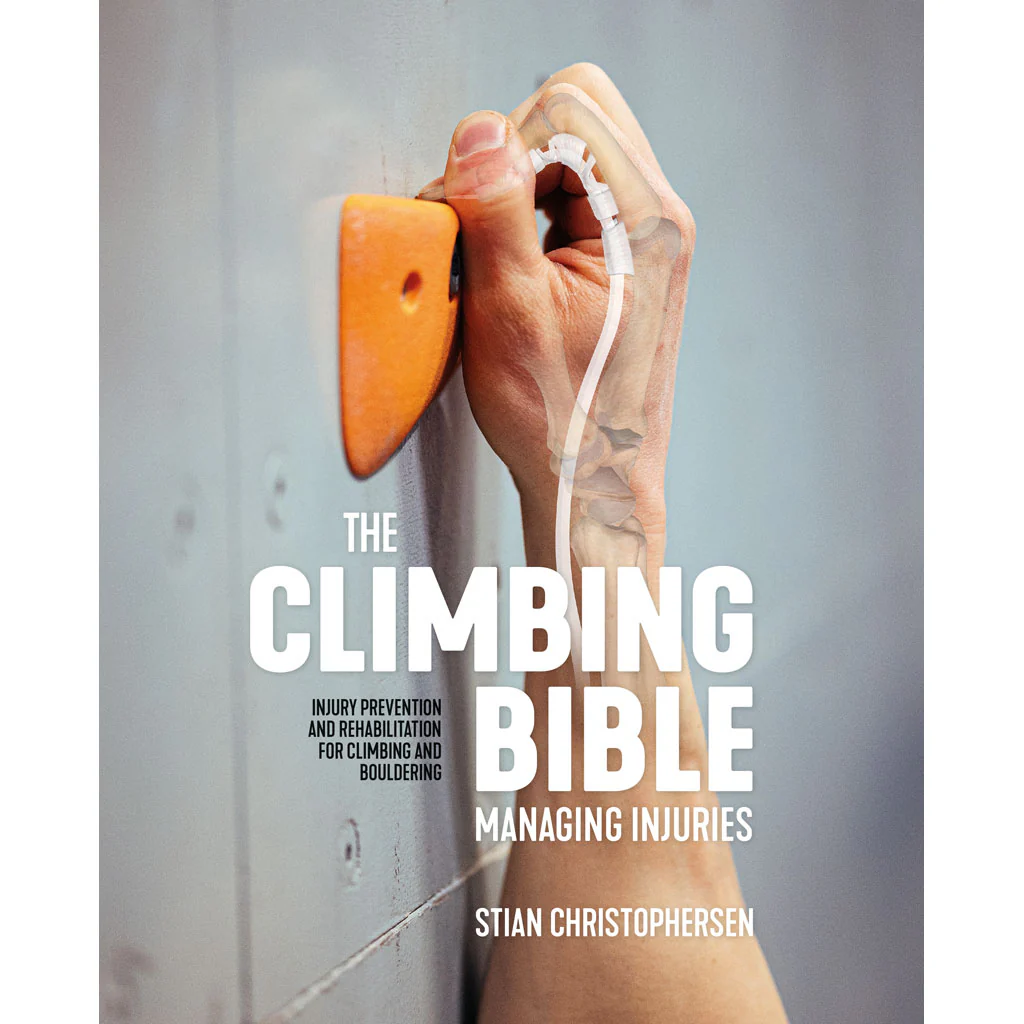 THE
CLIMBING
BIBLE
INJURY PREVENTION
AND REHABILITATION
FOR CLIMBING AND
BOULDERING
MANAGING INJURIES
STIAN CHRISTOPHERSEN